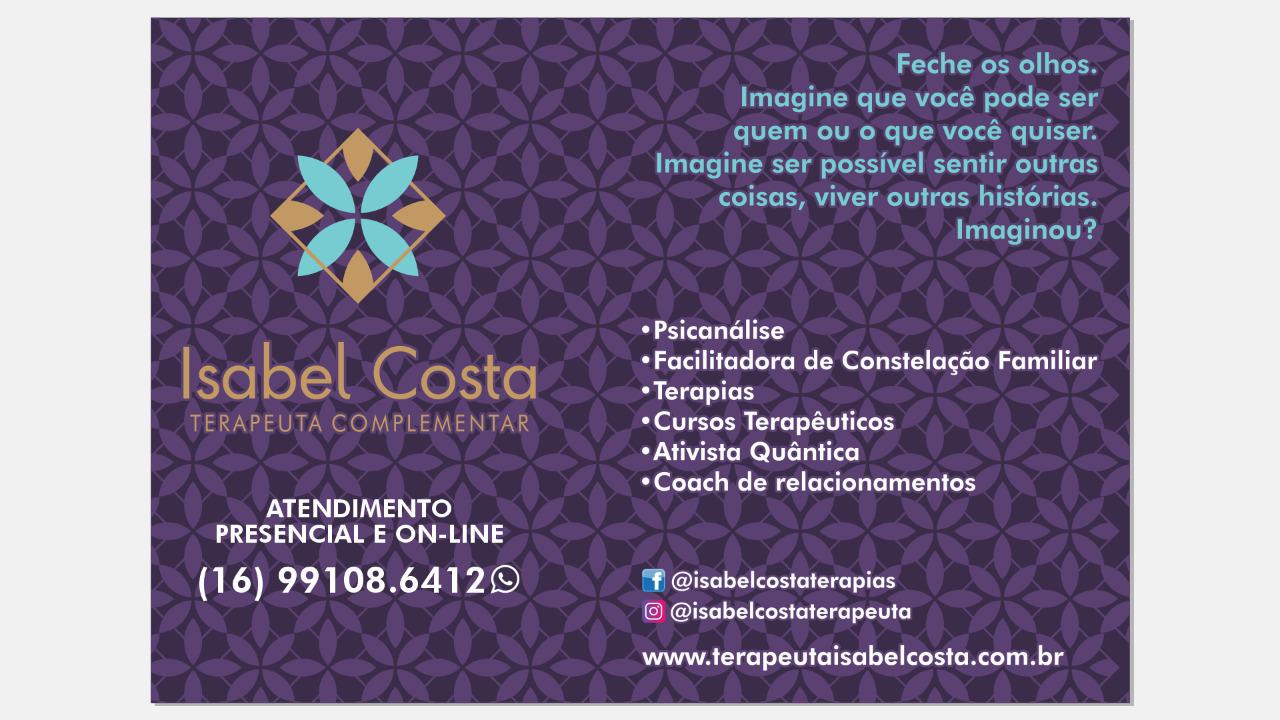 Feche os olhos.
Imagine que você pode ser
quem ou o que você quiser.
Imagine ser possível sentir outras
coisas, viver outras histórias.
Imaginou?
Isabel Costa
TERAPEUTA COMPLEMENTAR
ATENDIMENTO
PRESENCIAL E ON-LINE
(16) 99108.6412
•Psicanálise
•Facilitadora de Constelação Familiar
•Terapias
•Cursos Terapêuticos
•Ativista Quântica
•Coach de relacionamentos
@isabelcostaterapias
@isabelcostaterapeuta
www.terapeutaisabelcosta.com.br